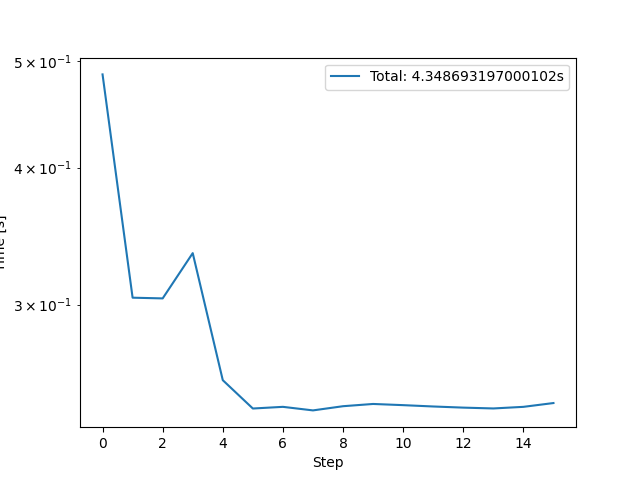 Total: 4.348693197000102s
5 × 10⁻¹
4 × 10⁻¹
3 × 10⁻¹
[s]
0 2 4 6 8 10 12 14
Step